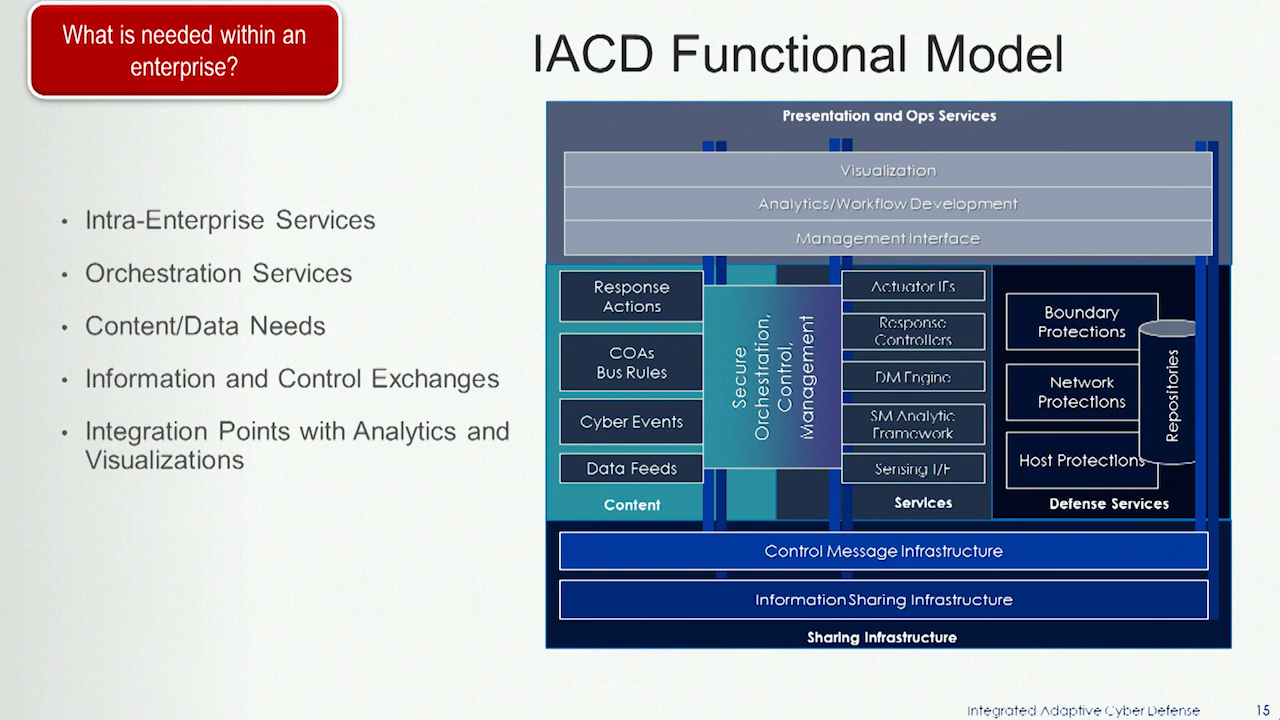 What is needed within an
enterprise?
IACD Functional Model
• Intra-Enterprise Services
• Orchestration Services
• Content/Data Needs
• Information and Control Exchanges
• Integration Points with Analytics and
Visualizations
Presentation and Ops Services
Visualization
Analytics/Workflow Development
Management Interface
Response
Actions
COAs
Bus Rules
Cyber Events
Data Feeds
Content
Secure
Orchestration,
Control,
Management
Actuator IFs
Response
Controllers
DM Engine
SM Analytic
Framework
Sensing I/F
Services
Boundary
Protections
Network
Protections
Host Protections
Repositories
Defense Services
Control Message Infrastructure
Information Sharing Infrastructure
Sharing Infrastructure
Integrated Adaptive Cyber Defense
15